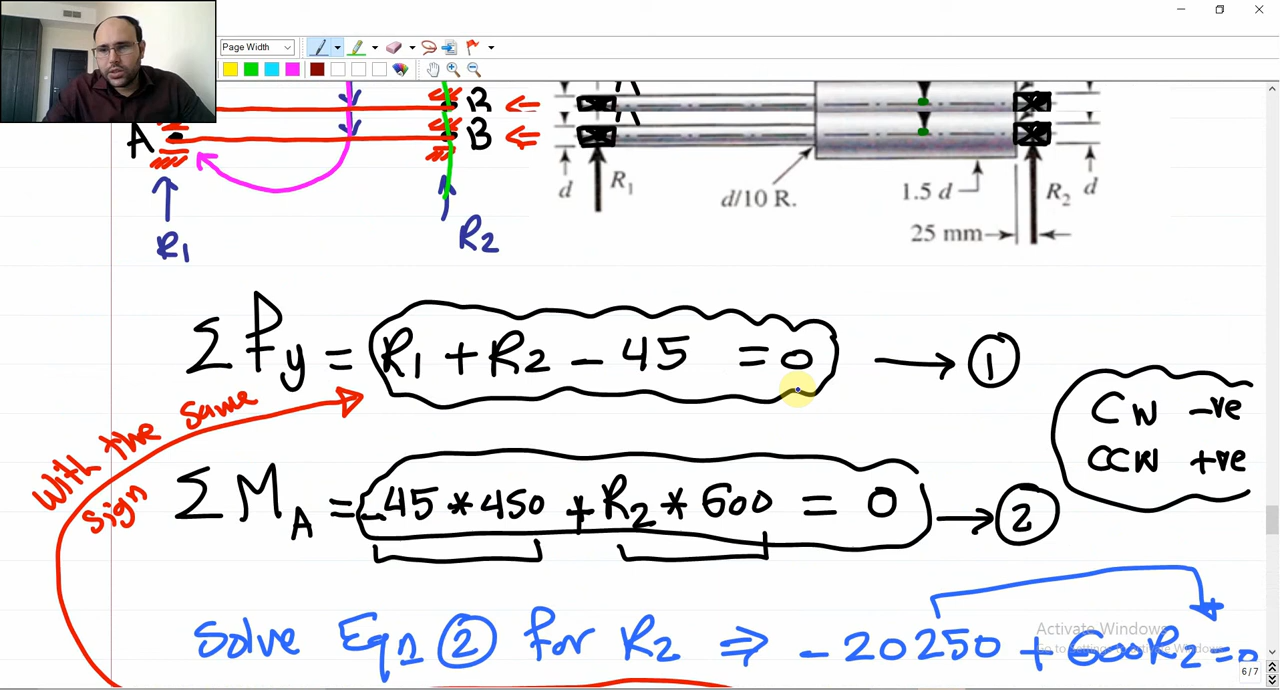 Page Width
B
A
B
R1
R2
d
R1
d/10 R.
1.5 d
R2
d
25 mm
ΣFy = R1 + R2 - 45 = 0 → 1
With the same sign
CW -ve
CCW +ve
ΣMA = -45*450 + R2*600 = 0 → 2
Solve Eqn 2 for R2 ⇒ -20250 + 600R2 = 0
Activate Windows
6/7